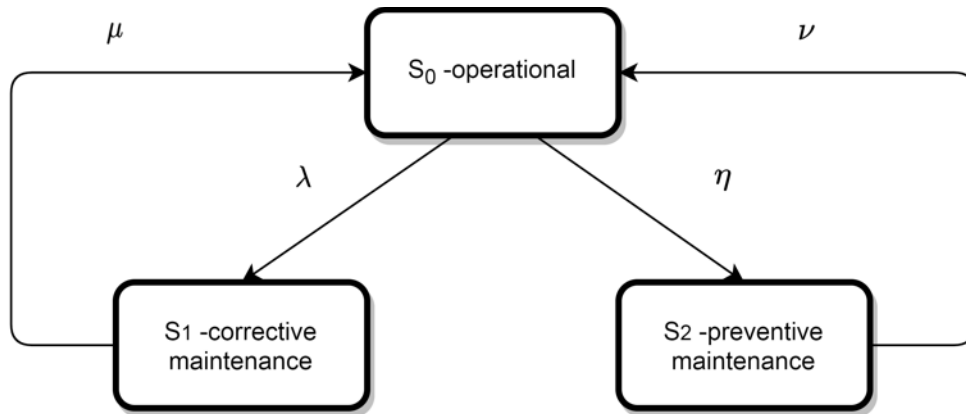 μ
S₀ -operational
ν
λ
η
S1 -corrective
maintenance
S2 -preventive
maintenance